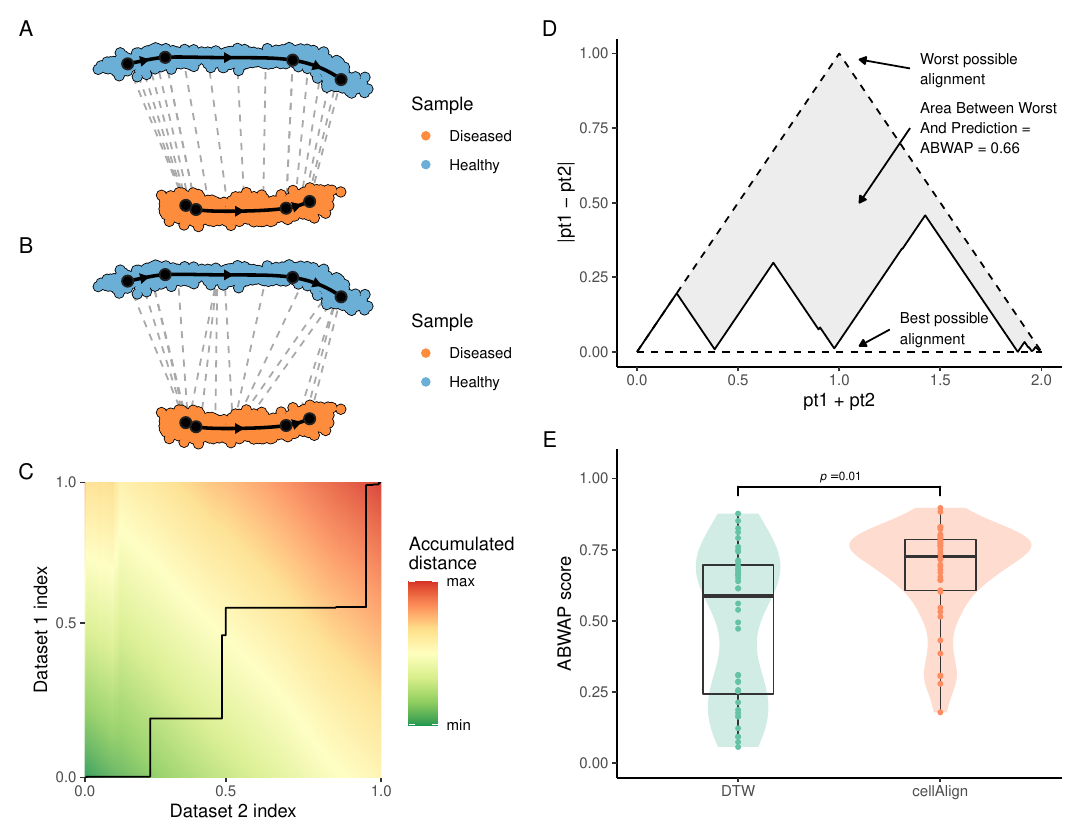 A
Sample
Diseased
Healthy
B
Sample
Diseased
Healthy
C
1.0
0.5
0.0
Dataset 1 index
0.0
0.5
1.0
Dataset 2 index
Accumulated
distance
max
min
D
1.00
0.75
0.50
0.25
0.00
|pt1 − pt2|
0.0
0.5
1.0
1.5
2.0
pt1 + pt2
Worst possible
alignment
Area Between Worst
And Prediction =
ABWAP = 0.66
Best possible
alignment
E
1.00
0.75
0.50
0.25
0.00
ABWAP score
p =0.01
DTW
cellAlign